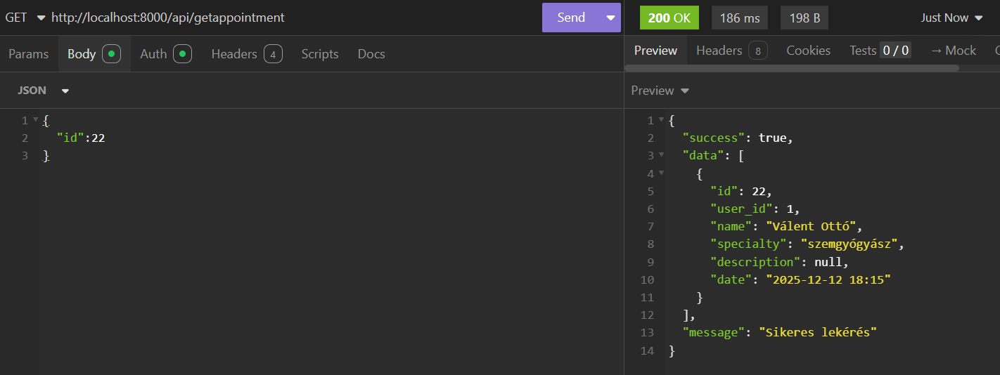 GET http://localhost:8000/api/getappointment Send 200 OK 186 ms 198 B Just Now
Params Body Auth Headers 4 Scripts Docs
Preview Headers 8 Cookies Tests 0 / 0 → Mock
JSON
Preview
1 {
2 "id":22
3 }
1 {
2 "success": true,
3 "data": [
4 {
5 "id": 22,
6 "user_id": 1,
7 "name": "Válent Ottó",
8 "specialty": "szemgyógyász",
9 "description": null,
10 "date": "2025-12-12 18:15"
11 }
12 ],
13 "message": "Sikeres lekérés"
14 }